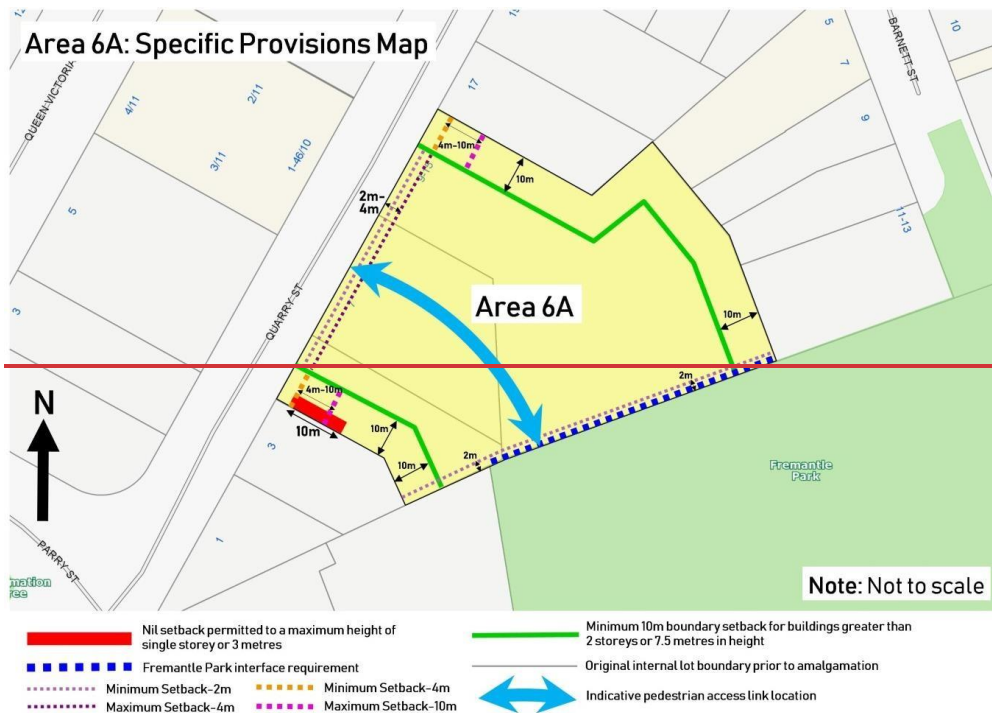 Area 6A: Specific Provisions Map
QUEEN VICTORIA
BARNETT ST
QUARRY ST
PARRY ST
17
5
10
7
9
11-13
4/11
2/11
3/11
1-46/10
5
3
3
1
4m-10m
10m
2m-
4m
7
Area 6A
10m
4m-10m
10m
10m
10m
2m
2m
N
Fremantle
Park
Note: Not to scale
Nil setback permitted to a maximum height of
single storey or 3 metres
Fremantle Park interface requirement
Minimum Setback-2m
Maximum Setback-4m
Minimum Setback-4m
Maximum Setback-10m
Minimum 10m boundary setback for buildings greater than
2 storeys or 7.5 metres in height
Original internal lot boundary prior to amalgamation
Indicative pedestrian access link location